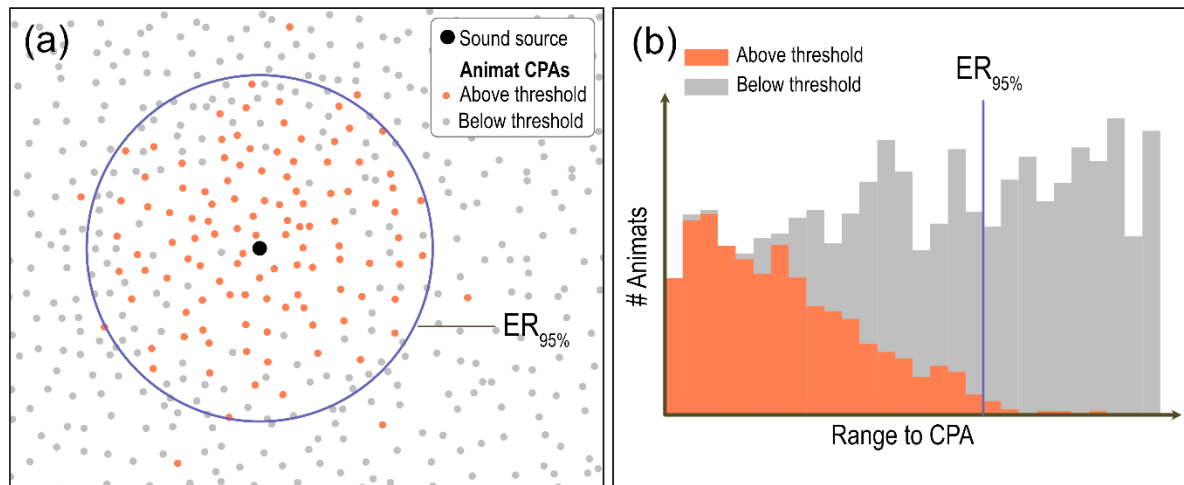 (a)
Sound source
Animat CPAs
Above threshold
Below threshold
ER95%
(b)
Above threshold
Below threshold
ER95%
# Animats
Range to CPA